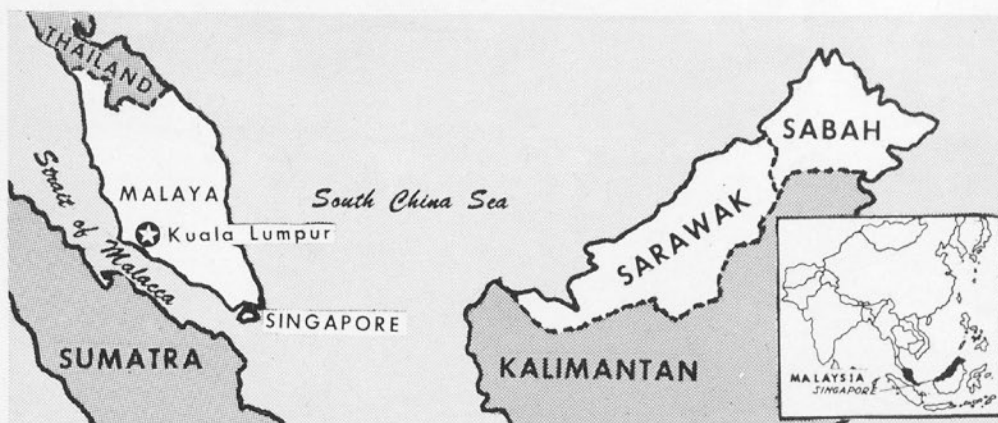 THAILAND
SABAH
Strait of Malacca
MALAYA
South China Sea
Kuala Lumpur
SARAWAK
SINGAPORE
SUMATRA
KALIMANTAN
MALAYSIA
SINGAPORE